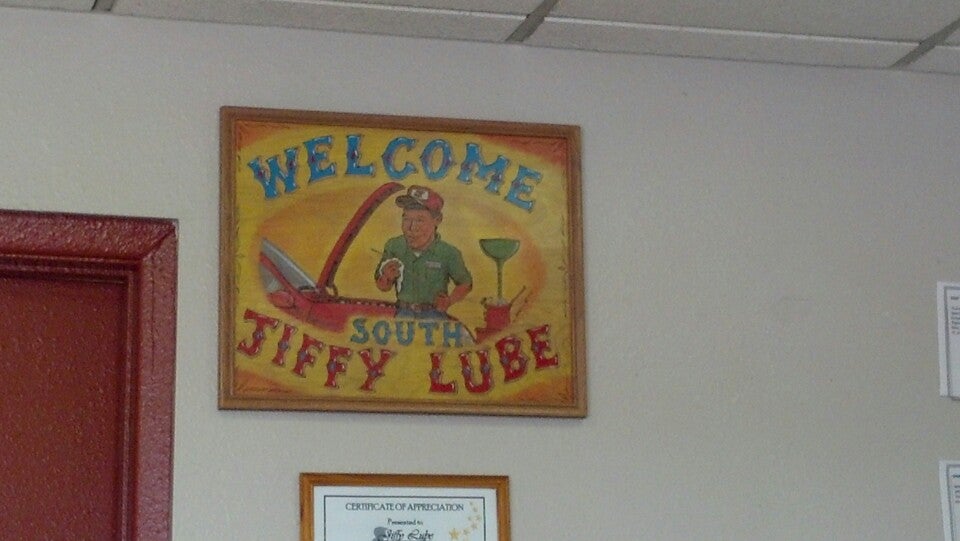 WELCOME
SOUTH
JIFFY LUBE
CERTIFICATE OF APPRECIATION
Presented to
Jiffy Lube